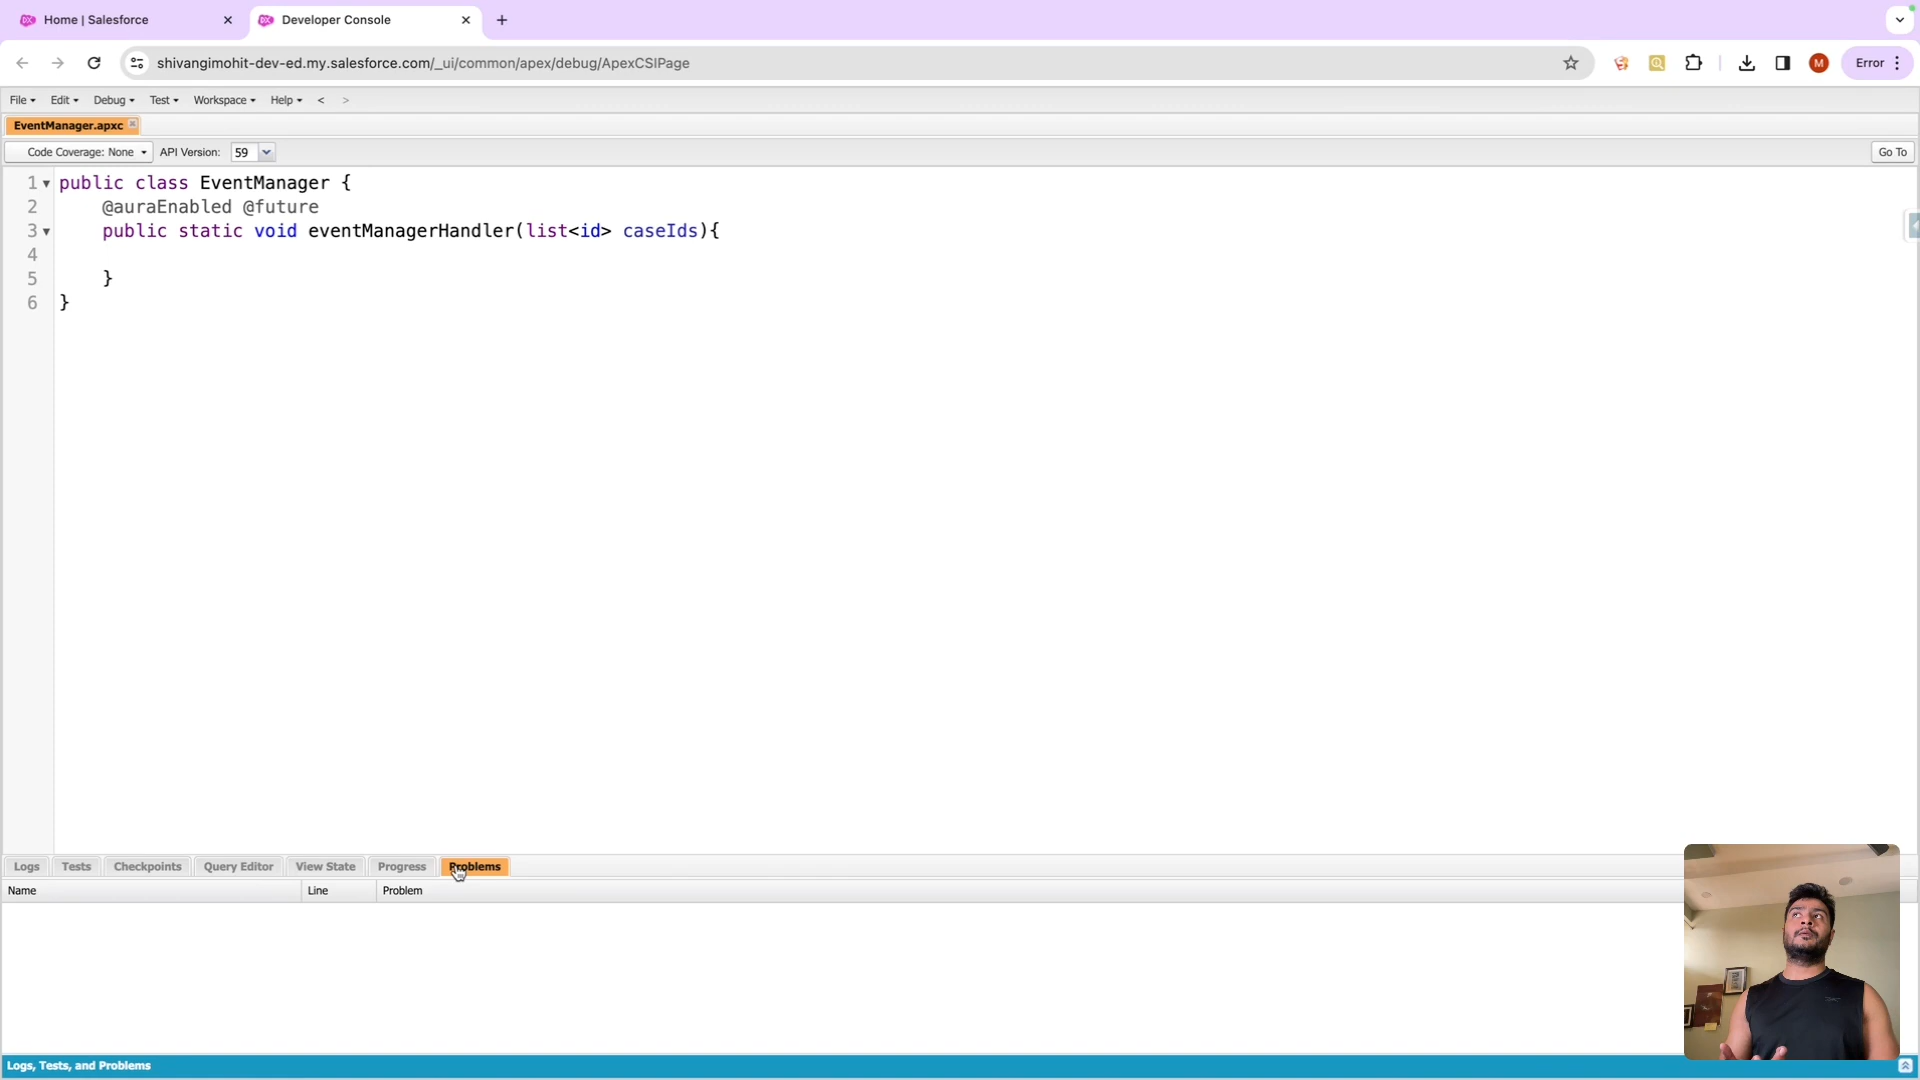 Home | Salesforce
Developer Console
shivangimohit-dev-ed.my.salesforce.com/_ui/common/apex/debug/ApexCSIPage
M
Error
File Edit Debug Test Workspace Help < >
EventManager.apxc
Code Coverage: None API Version: 59 Go To
1 public class EventManager {
2 @auraEnabled @future
3 public static void eventManagerHandler(list<id> caseIds){
4
5 }
6 }
Logs Tests Checkpoints Query Editor View State Progress Problems
Name Line Problem
Logs, Tests, and Problems